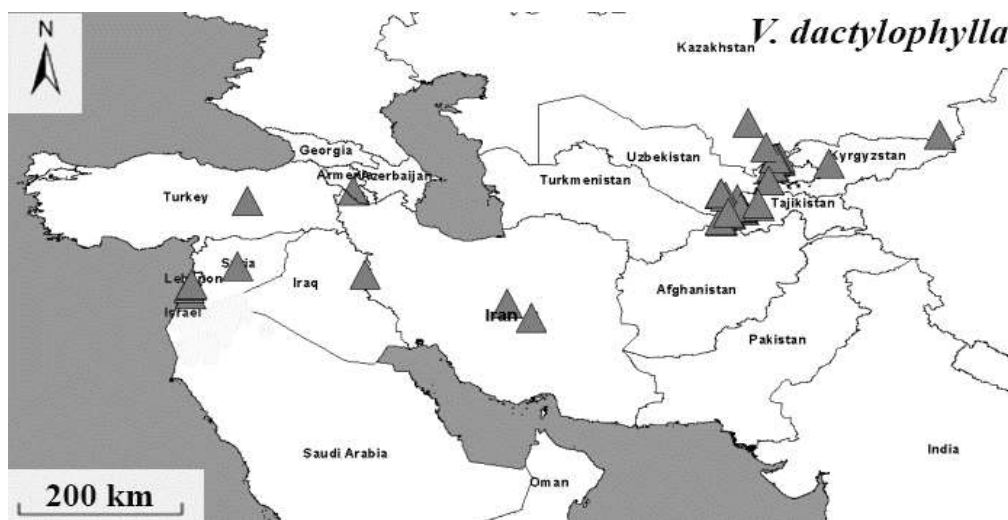 N
V. dactylophylla
Kazakhstan
Georgia
Uzbekistan
Kyrgyzstan
Azerbaijan
Turkmenistan
Turkey
Tajikistan
Iraq
Afghanistan
Israel
Iran
Pakistan
Saudi Arabia
India
Oman
200 km